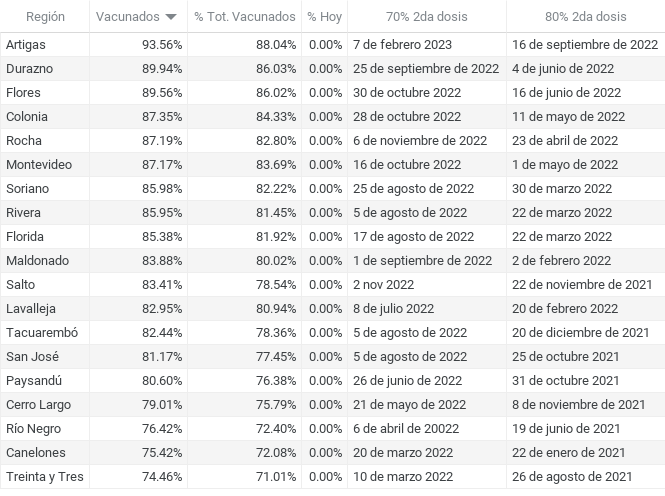 Región Vacunados % Tot. Vacunados % Hoy 70% 2da dosis 80% 2da dosis
Artigas 93.56% 88.04% 0.00% 7 de febrero 2023 16 de septiembre de 2022
Durazno 89.94% 86.03% 0.00% 25 de septiembre de 2022 4 de junio de 2022
Flores 89.56% 86.02% 0.00% 30 de octubre 2022 16 de junio de 2022
Colonia 87.35% 84.33% 0.00% 28 de octubre 2022 11 de mayo de 2022
Rocha 87.19% 82.80% 0.00% 6 de noviembre de 2022 23 de abril de 2022
Montevideo 87.17% 83.69% 0.00% 16 de octubre 2022 1 de mayo de 2022
Soriano 85.98% 82.22% 0.00% 25 de agosto de 2022 30 de marzo 2022
Rivera 85.95% 81.45% 0.00% 5 de agosto de 2022 22 de marzo 2022
Florida 85.38% 81.92% 0.00% 17 de agosto de 2022 22 de marzo 2022
Maldonado 83.88% 80.02% 0.00% 1 de septiembre de 2022 2 de febrero 2022
Salto 83.41% 78.54% 0.00% 2 nov 2022 22 de noviembre de 2021
Lavalleja 82.95% 80.94% 0.00% 8 de julio 2022 20 de febrero 2022
Tacuarembó 82.44% 78.36% 0.00% 5 de agosto de 2022 20 de diciembre de 2021
San José 81.17% 77.45% 0.00% 5 de agosto de 2022 25 de octubre 2021
Paysandú 80.60% 76.38% 0.00% 26 de junio de 2022 31 de octubre 2021
Cerro Largo 79.01% 75.79% 0.00% 21 de mayo de 2022 8 de noviembre de 2021
Río Negro 76.42% 72.40% 0.00% 6 de abril de 20022 19 de junio de 2021
Canelones 75.42% 72.08% 0.00% 20 de marzo 2022 22 de enero de 2021
Treinta y Tres 74.46% 71.01% 0.00% 10 de marzo 2022 26 de agosto de 2021